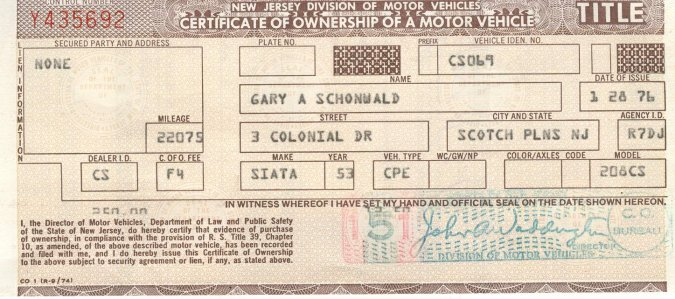 CONTROL NUMBER
Y435692
NEW JERSEY DIVISION OF MOTOR VEHICLES
CERTIFICATE OF OWNERSHIP OF A MOTOR VEHICLE
TITLE
LIEN INFORMATION
SECURED PARTY AND ADDRESS
NONE
PLATE NO.
PREFIX
VEHICLE IDEN. NO.
CS069
NAME
GARY A SCHONWALD
DATE OF ISSUE
1 28 76
MILEAGE
22075
STREET
3 COLONIAL DR
CITY AND STATE
SCOTCH PLNS NJ
AGENCY I.D.
R7DJ
DEALER I.D.
CS
C. OF O. FEE
F4
MAKE
SIATA
YEAR
53
VEH. TYPE
CPE
WC/GW/NP
COLOR/AXLES CODE
MODEL
208CS
IN WITNESS WHEREOF I HAVE SET MY HAND AND OFFICIAL SEAL ON THE DATE SHOWN HEREON.
I, the Director of Motor Vehicles, Department of Law and Public Safety
of the State of New Jersey, do hereby certify that evidence of purchase
of ownership, in compliance with the provision of R. S. Title 39, Chapter
10, as amended, of the above described motor vehicle, has been recorded
and filed with me, and I do hereby issue this Certificate of Ownership
to the above subject to security agreement or lien, if any, as stated above.
151
John A. Waddington
DIRECTOR
DIVISION OF MOTOR VEHICLES
C.O.
BUREAU
CO 1 (R-9/74)